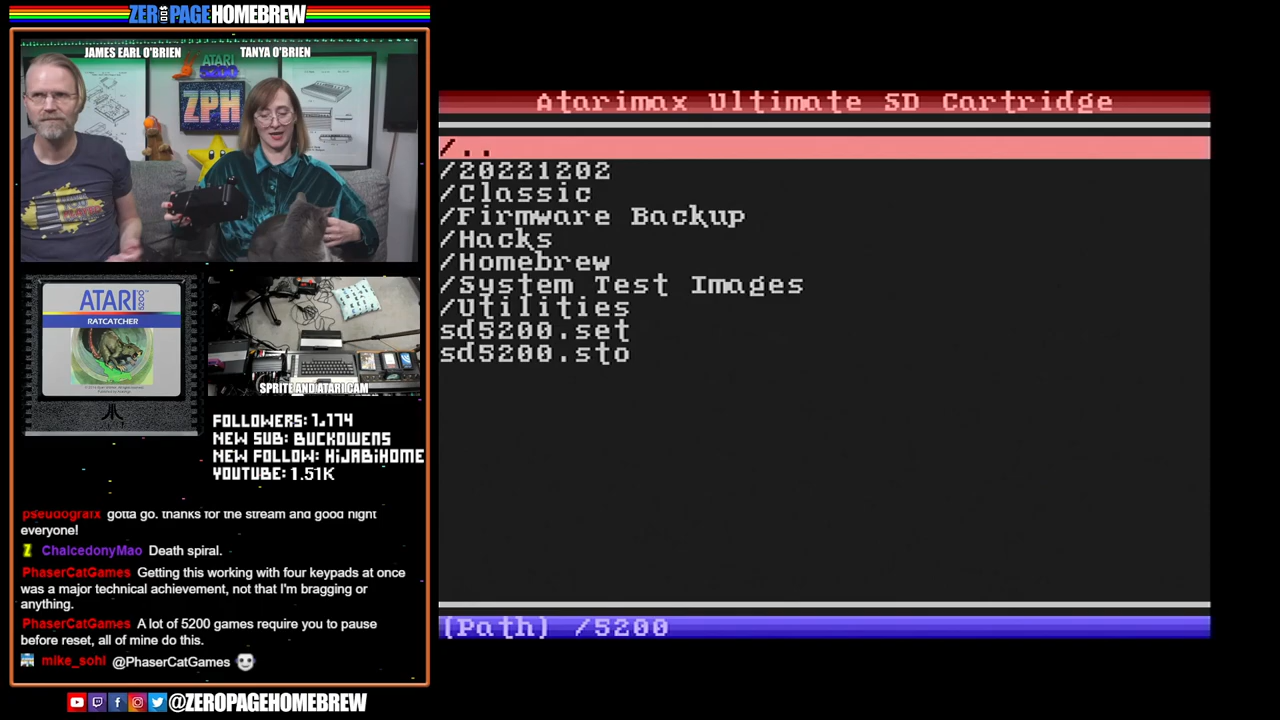 ZERO PAGE HOMEBREW
JAMES EARL O'BRIEN
TANYA O'BRIEN
ATARI
5200
ZPH
ATARI 5200
RATCATCHER
SPRITE AND ATARI CAM
FOLLOWERS: 1,174
NEW SUB: BUCKOWENS
NEW FOLLOW: HIJABIHOME
YOUTUBE: 1.51K
pseudografx gotta go. thanks for the stream and good night
everyone!
ChalcedonyMao Death spiral.
PhaserCatGames Getting this working with four keypads at once
was a major technical achievement, not that I'm bragging or
anything.
PhaserCatGames A lot of 5200 games require you to pause
before reset, all of mine do this.
mike_sohl @PhaserCatGames
@ZEROPAGEHOMEBREW
Atarimax Ultimate SD Cartridge
/..
/20221202
/Classic
/Firmware Backup
/Hacks
/Homebrew
/System Test Images
/Utilities
sd5200.set
sd5200.sto
(Path) /5200